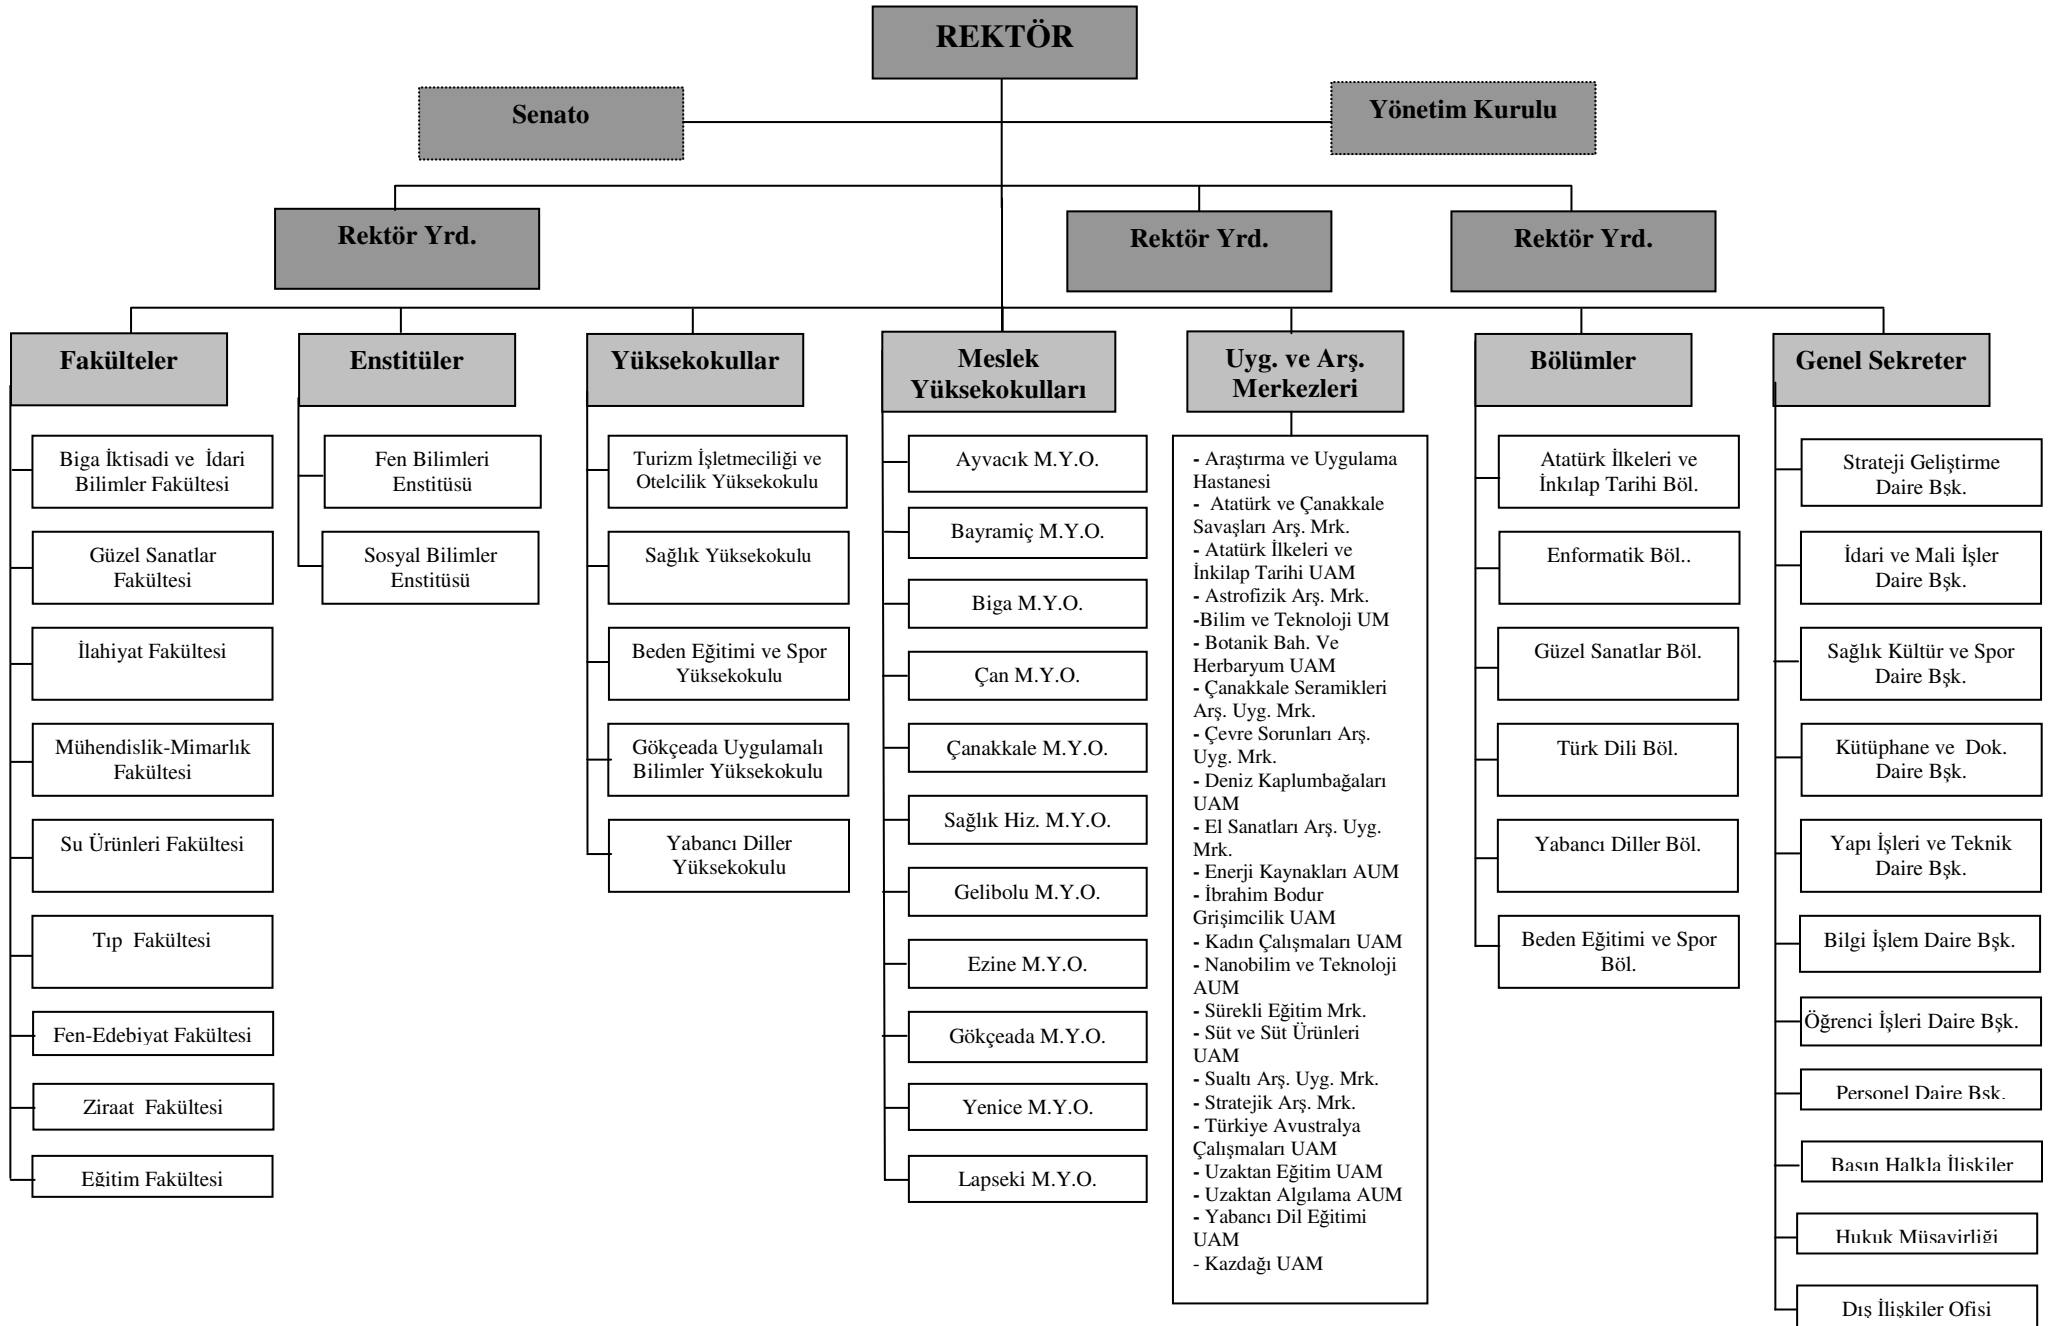 REKTÖR
Senato
Yönetim Kurulu
Rektör Yrd.
Rektör Yrd.
Rektör Yrd.
Fakülteler
Biga İktisadi ve  İdari
Bilimler Fakültesi
Güzel Sanatlar
Fakültesi
İlahiyat Fakültesi
Mühendislik-Mimarlık
Fakültesi
Su Ürünleri Fakültesi
Tıp  Fakültesi
Fen-Edebiyat Fakültesi
Ziraat  Fakültesi
Eğitim Fakültesi
Enstitüler
Fen Bilimleri
Enstitüsü
Sosyal Bilimler
Enstitüsü
Yüksekokullar
Turizm İşletmeciliği ve
Otelcilik Yüksekokulu
Sağlık Yüksekokulu
Beden Eğitimi ve Spor
Yüksekokulu
Gökçeada Uygulamalı
Bilimler Yüksekokulu
Yabancı Diller
Yüksekokulu
Meslek
Yüksekokulları
Ayvacık M.Y.O.
Bayramiç M.Y.O.
Biga M.Y.O.
Çan M.Y.O.
Çanakkale M.Y.O.
Sağlık Hiz. M.Y.O.
Gelibolu M.Y.O.
Ezine M.Y.O.
Gökçeada M.Y.O.
Yenice M.Y.O.
Lapseki M.Y.O.
Uyg. ve Arş.
Merkezleri
- Araştırma ve Uygulama
Hastanesi
-  Atatürk ve Çanakkale
Savaşları Arş. Mrk.
- Atatürk İlkeleri ve
İnkilap Tarihi UAM
- Astrofizik Arş. Mrk.
-Bilim ve Teknoloji UM
- Botanik Bah. Ve
Herbaryum UAM
- Çanakkale Seramikleri
Arş. Uyg. Mrk.
- Çevre Sorunları Arş.
Uyg. Mrk.
- Deniz Kaplumbağaları
UAM
- El Sanatları Arş. Uyg.
Mrk.
- Enerji Kaynakları AUM
- İbrahim Bodur
Grişimcilik UAM
- Kadın Çalışmaları UAM
- Nanobilim ve Teknoloji
AUM
- Sürekli Eğitim Mrk.
- Süt ve Süt Ürünleri
UAM
- Sualtı Arş. Uyg. Mrk.
- Stratejik Arş. Mrk.
- Türkiye Avustralya
Çalışmaları UAM
- Uzaktan Eğitim UAM
- Uzaktan Algılama AUM
- Yabancı Dil Eğitimi
UAM
- Kazdağı UAM
Bölümler
Atatürk İlkeleri ve
İnkılap Tarihi Böl.
Enformatik Böl..
Güzel Sanatlar Böl.
Türk Dili Böl.
Yabancı Diller Böl.
Beden Eğitimi ve Spor
Böl.
Genel Sekreter
Strateji Geliştirme
Daire Bşk.
İdari ve Mali İşler
Daire Bşk.
Sağlık Kültür ve Spor
Daire Bşk.
Kütüphane ve  Dok.
Daire Bşk.
Yapı İşleri ve Teknik
Daire Bşk.
Bilgi İşlem Daire Bşk.
Öğrenci İşleri Daire Bşk.
Personel Daire Bşk.
Basın Halkla İlişkiler
Hukuk Müşavirliği
Dış İlişkiler Ofisi